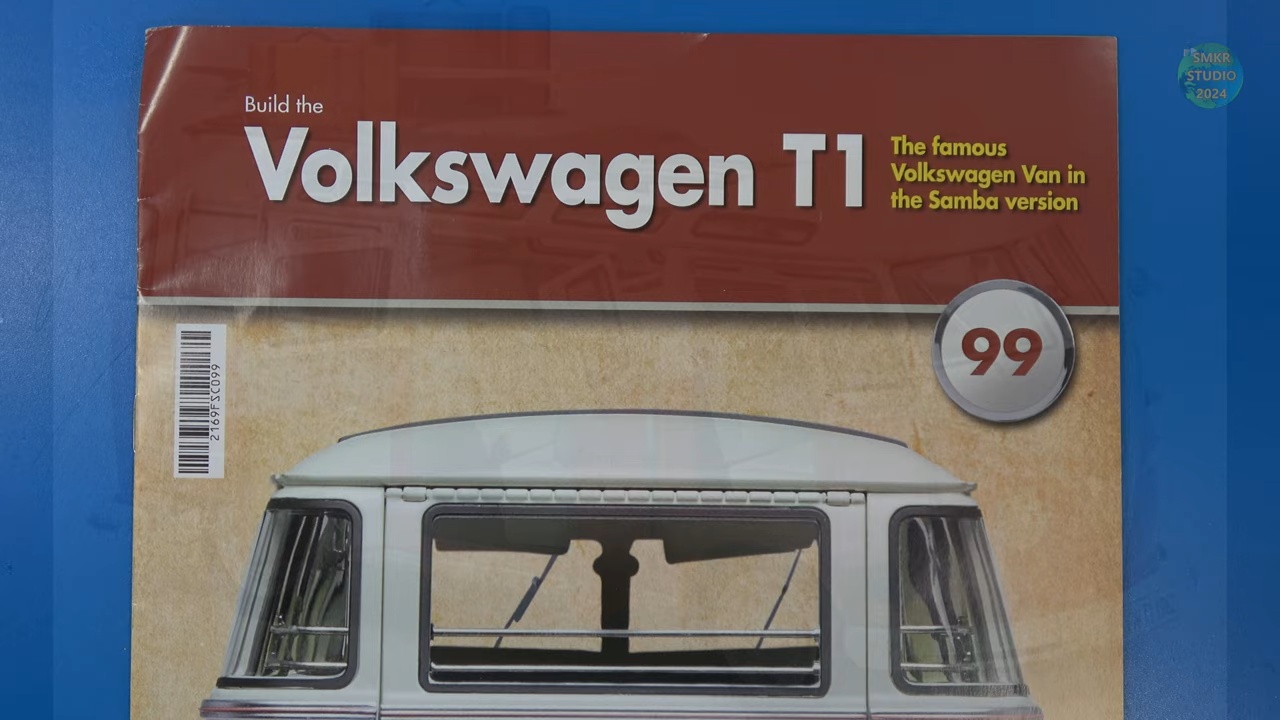 Build the
Volkswagen T1
The famous
Volkswagen Van in
the Samba version
99
2169FSC099
SMKR
STUDIO
2024